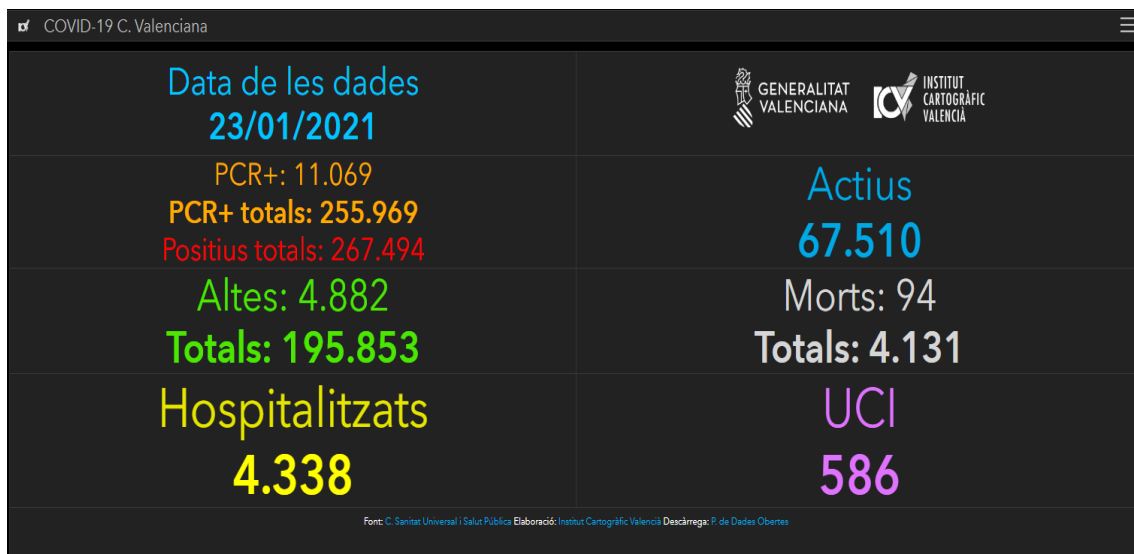 COVID-19 C. Valenciana
Data de les dades
23/01/2021
GENERALITAT
VALENCIANA
INSTITUT
CARTOGRÀFIC
VALENCIÀ
PCR+: 11.069
PCR+ totals: 255.969
Positius totals: 267.494
Actius
67.510
Altes: 4.882
Totals: 195.853
Morts: 94
Totals: 4.131
Hospitalitzats
4.338
UCI
586
Font: C. Sanitat Universal i Salut Pública Elaboració: Institut Cartogràfic Valencià Descàrrega: P. de Dades Obertes